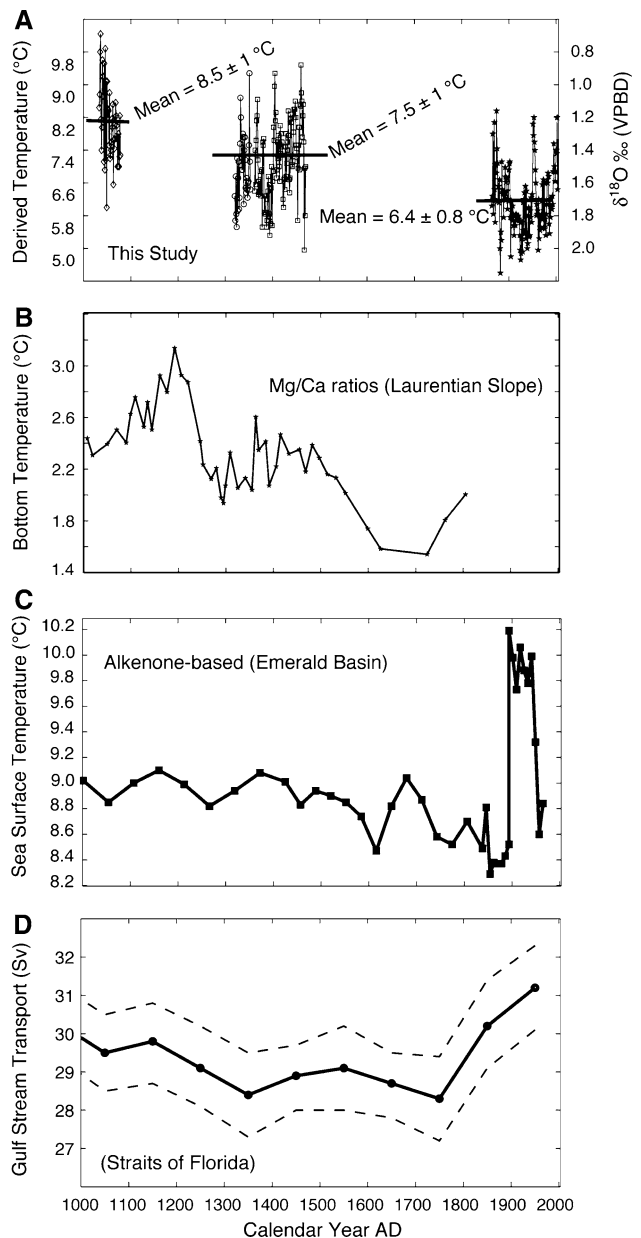 A
Derived Temperature (°C)
9.8
9.0
8.2
7.4
6.6
5.8
5.0
Mean = 8.5 ± 1 °C
Mean = 7.5 ± 1 °C
Mean = 6.4 ± 0.8 °C
This Study
0.8
1.0
1.2
1.4
1.6
1.8
2.0
δ18O ‰ (VPBD)
B
Bottom Temperature (°C)
3.0
2.6
2.2
1.8
1.4
Mg/Ca ratios (Laurentian Slope)
C
Sea Surface Temperature (°C)
10.2
9.8
9.6
9.4
9.2
9.0
8.8
8.6
8.4
8.2
Alkenone-based (Emerald Basin)
D
Gulf Stream Transport (Sv)
32
31
30
29
28
27
(Straits of Florida)
1000 1100 1200 1300 1400 1500 1600 1700 1800 1900 2000
Calendar Year AD